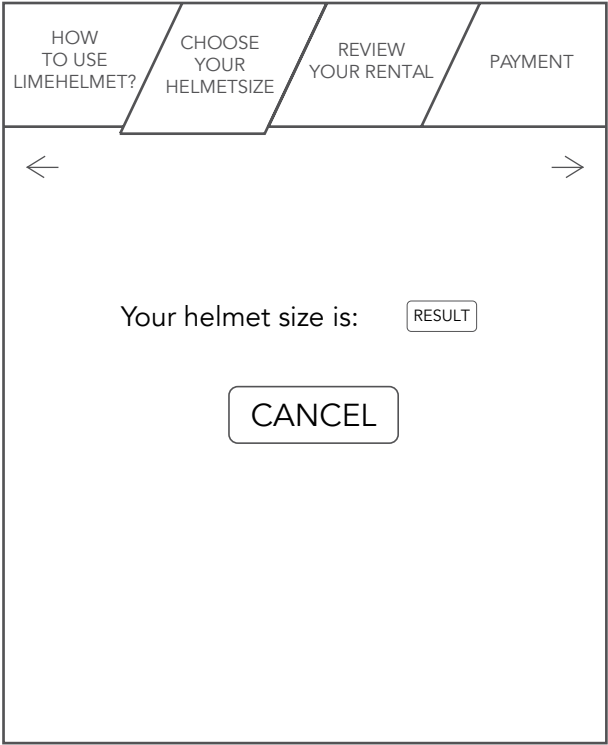 HOW
TO USE
LIMEHELMET?
CHOOSE
YOUR
HELMETSIZE
REVIEW
YOUR RENTAL
PAYMENT
Your helmet size is:
RESULT
CANCEL